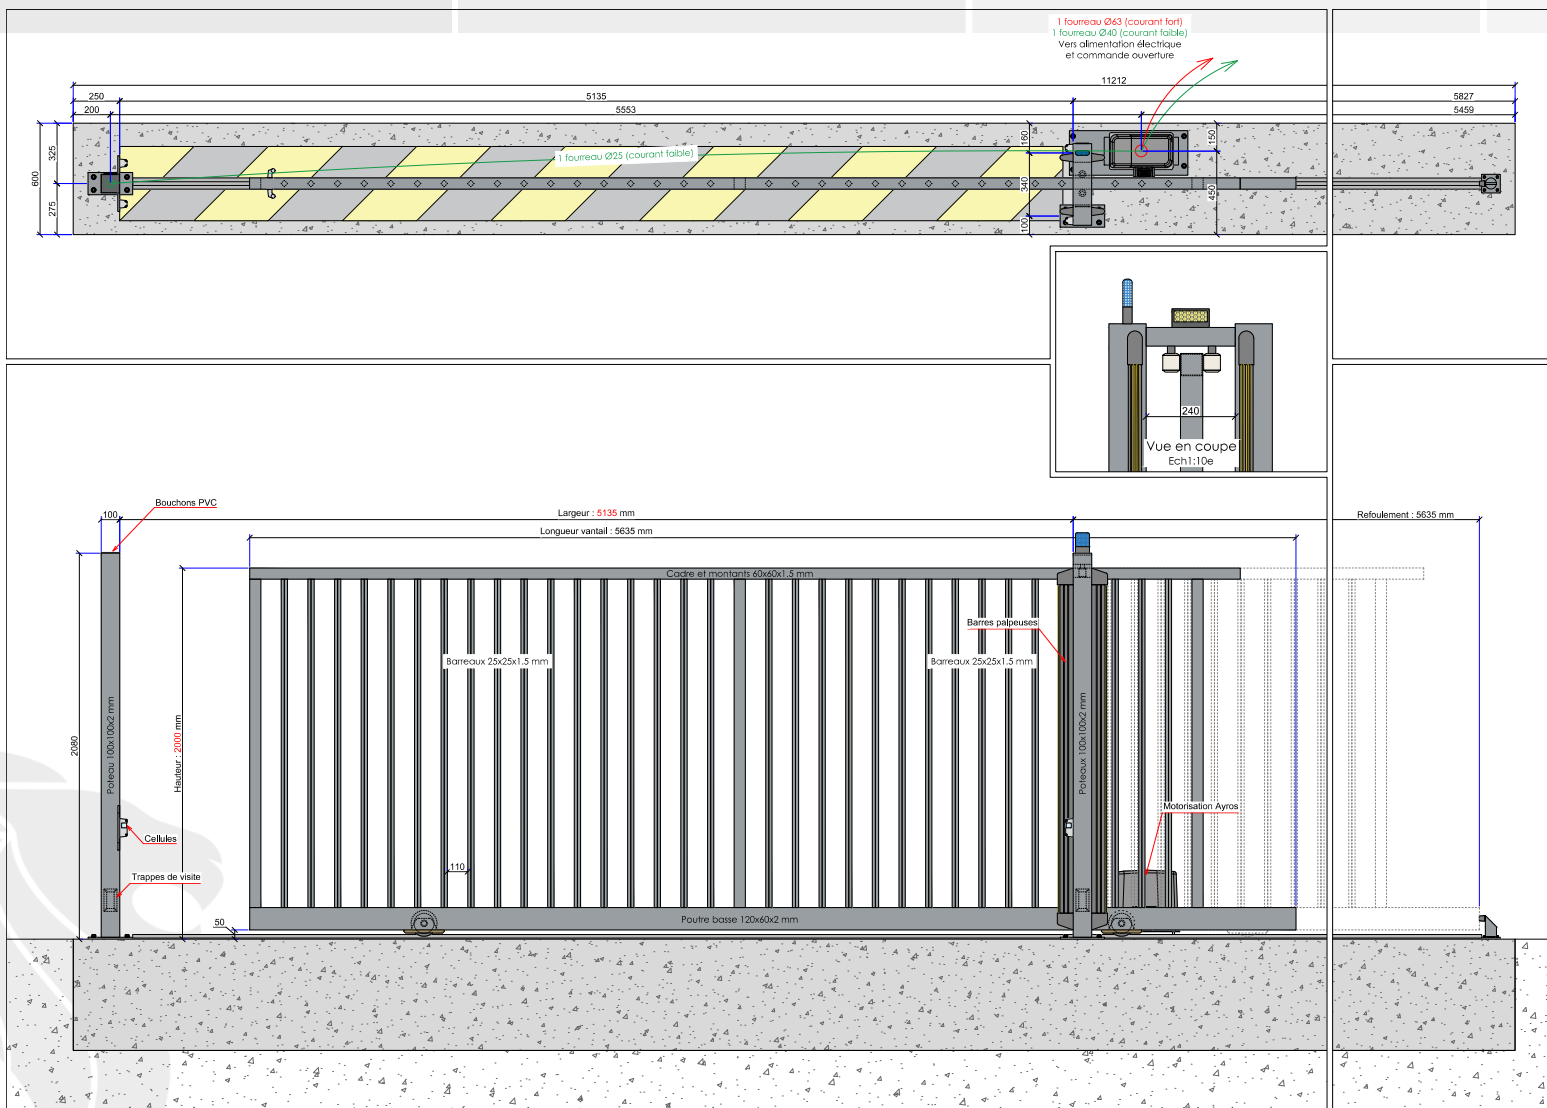 1 fourreau Ø63 (courant fort)
1 fourreau Ø40 (courant faible)
Vers alimentation électrique
et commande ouverture
11212
250
5135
5827
200
5553
5459
600
325
275
1 fourreau Ø25 (courant faible)
160
340
100
150
450
240
Vue en coupe
Ech1:10e
Bouchons PVC
100
Largeur : 5135 mm
Refoulement : 5635 mm
Longueur vantail : 5635 mm
Cadre et montants 60x60x1.5 mm
Barres palpeuses
Barreaux 25x25x1.5 mm
Barreaux 25x25x1.5 mm
2080
Poteau 100x100x2 mm
Hauteur : 2000 mm
Poteaux 100x100x2 mm
Motorisation Ayros
Cellules
110
Trappes de visite
50
Poutre basse 120x60x2 mm